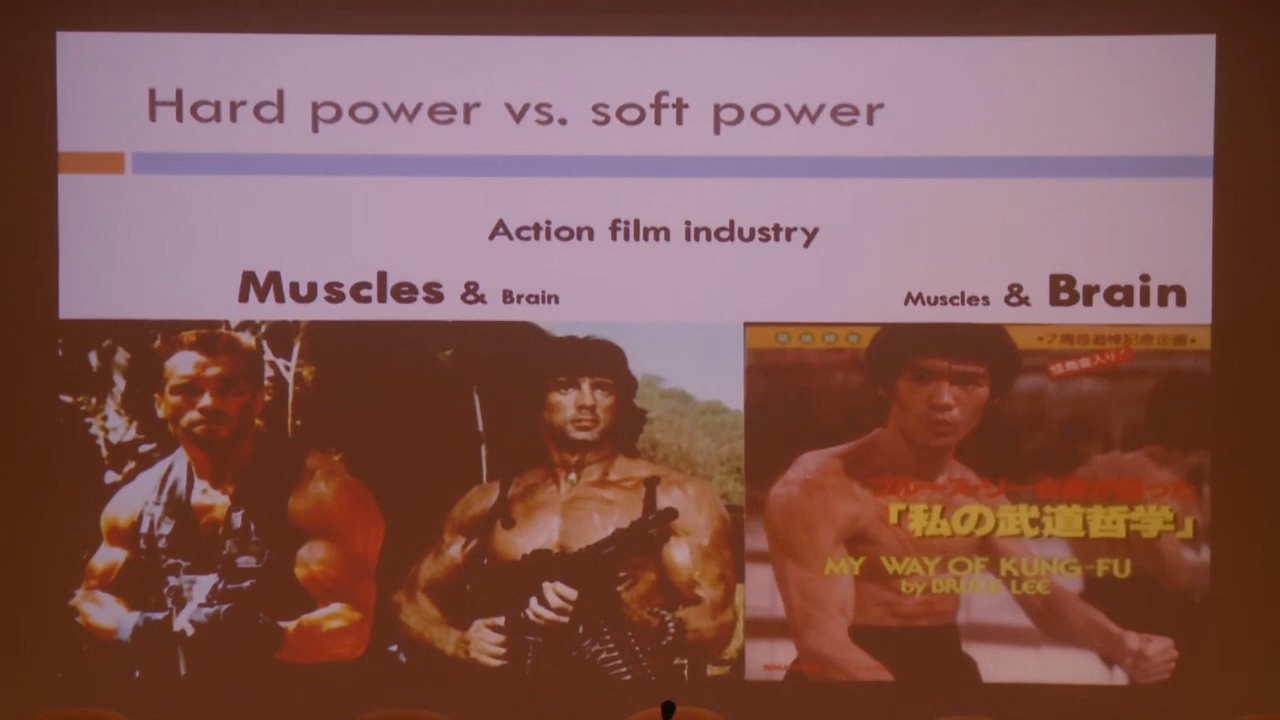 Hard power vs. soft power
Action film industry
Muscles & Brain
Muscles & Brain
「私の武道哲学」
MY WAY OF KUNG-FU
by BRUCE LEE